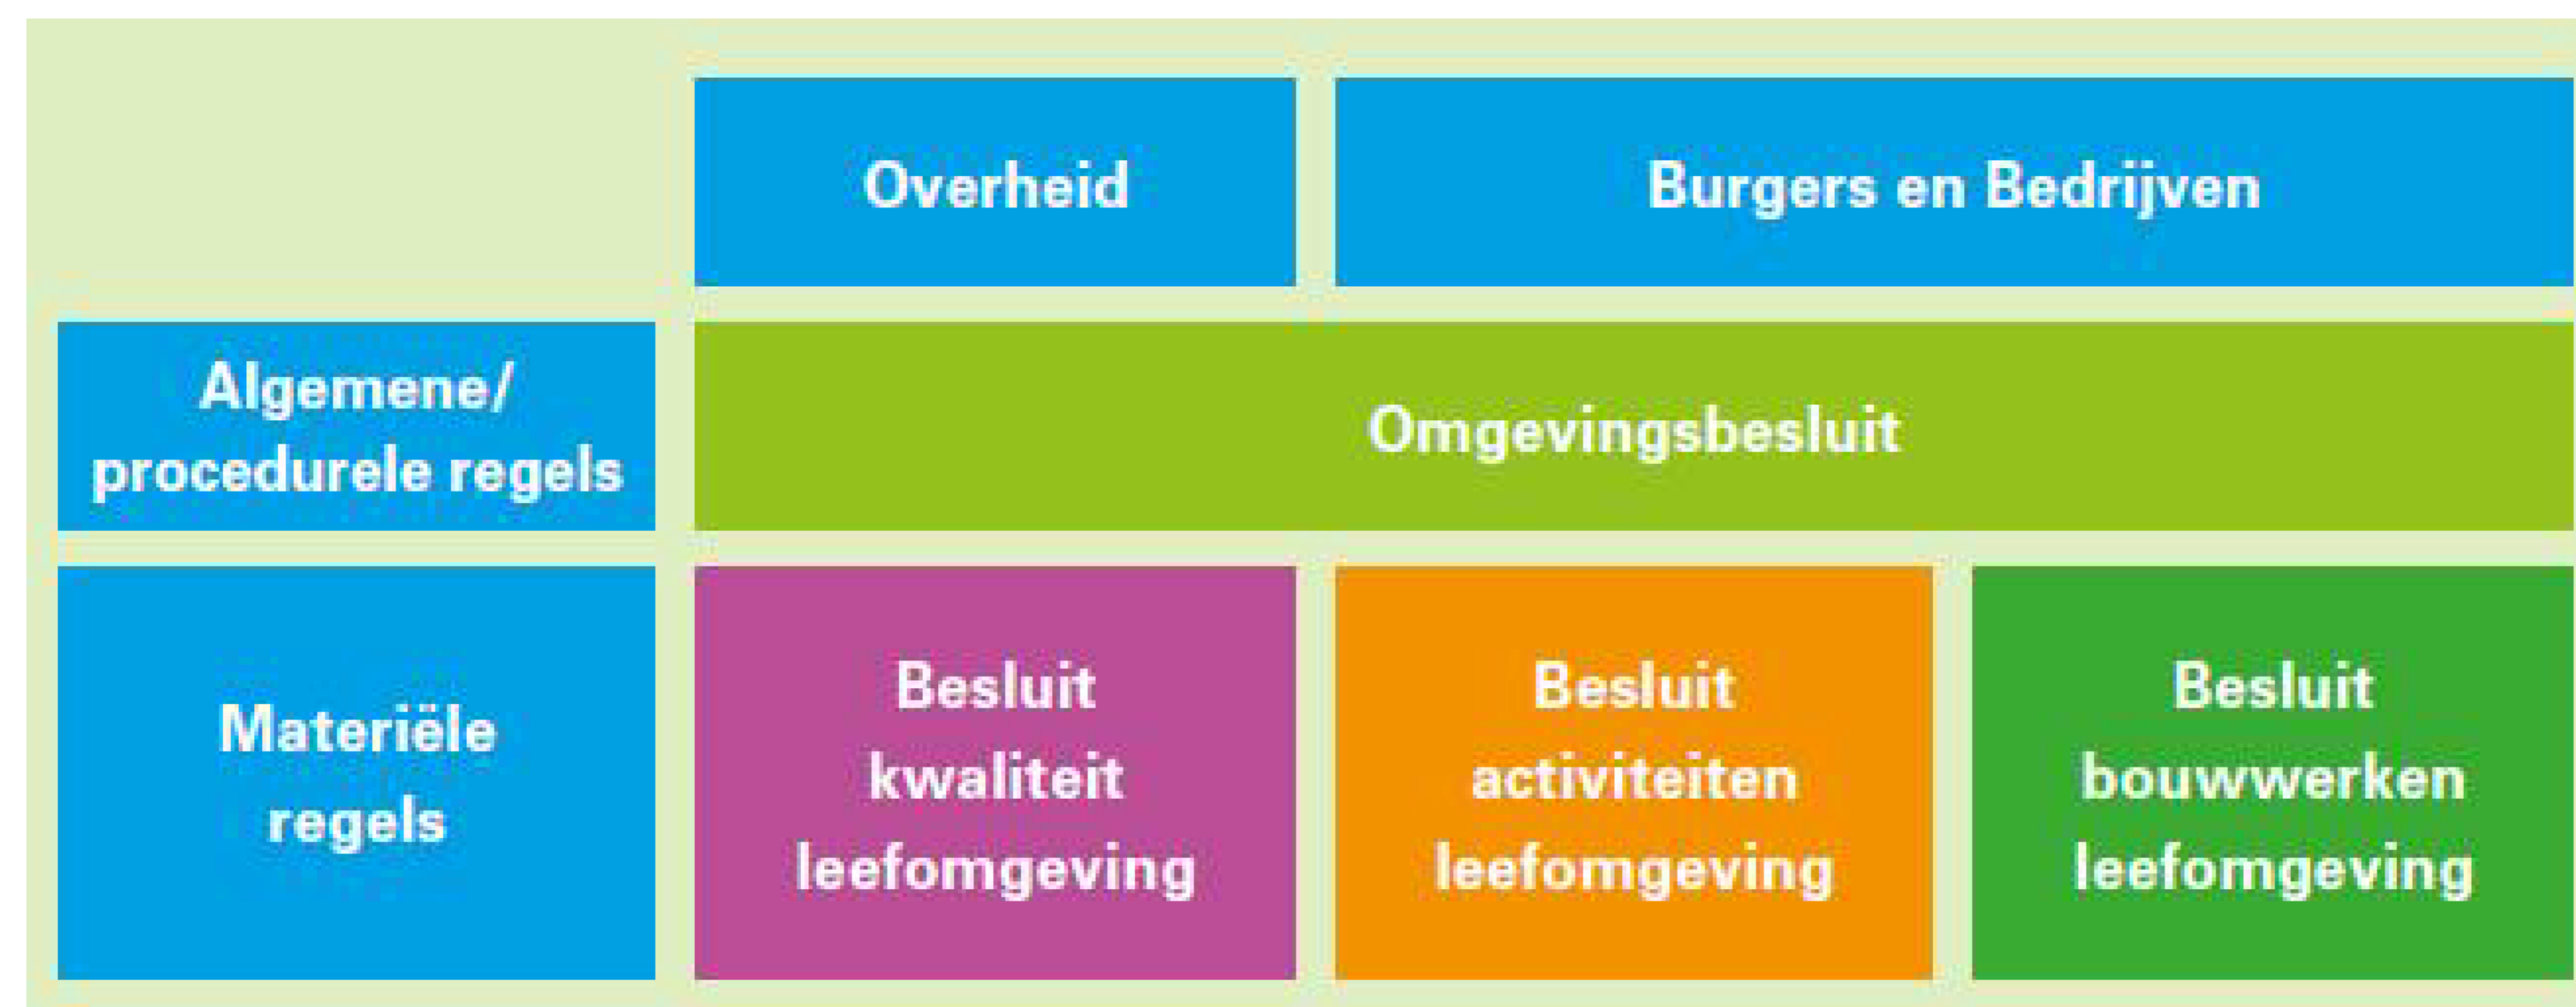 Overheid
Burgers en Bedrijven
Algemene/
procedurele regels
Omgevingsbesluit
Materiële
regels
Besluit
kwaliteit
leefomgeving
Besluit
activiteiten
leefomgeving
Besluit
bouwwerken
leefomgeving